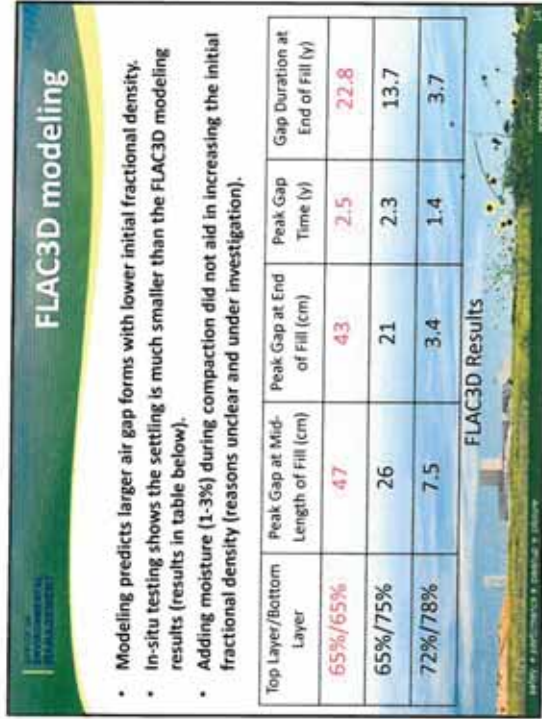 FLAC3D modeling
• Modeling predicts larger air gap forms with lower initial fractional density.
• In-situ testing shows the settling is much smaller than the FLAC3D modeling
results (results in table below).
• Adding moisture (1-3%) during compaction did not aid in increasing the initial
fractional density (reasons unclear and under investigation).
Top Layer/Bottom Layer | Peak Gap at Mid-Length of Fill (cm) | Peak Gap at End of Fill (cm) | Peak Gap Time (y) | Gap Duration at End of Fill (y)
65%/65% | 47 | 43 | 2.5 | 22.8
65%/75% | 26 | 21 | 2.3 | 13.7
72%/78% | 7.5 | 3.4 | 1.4 | 3.7
FLAC3D Results
14